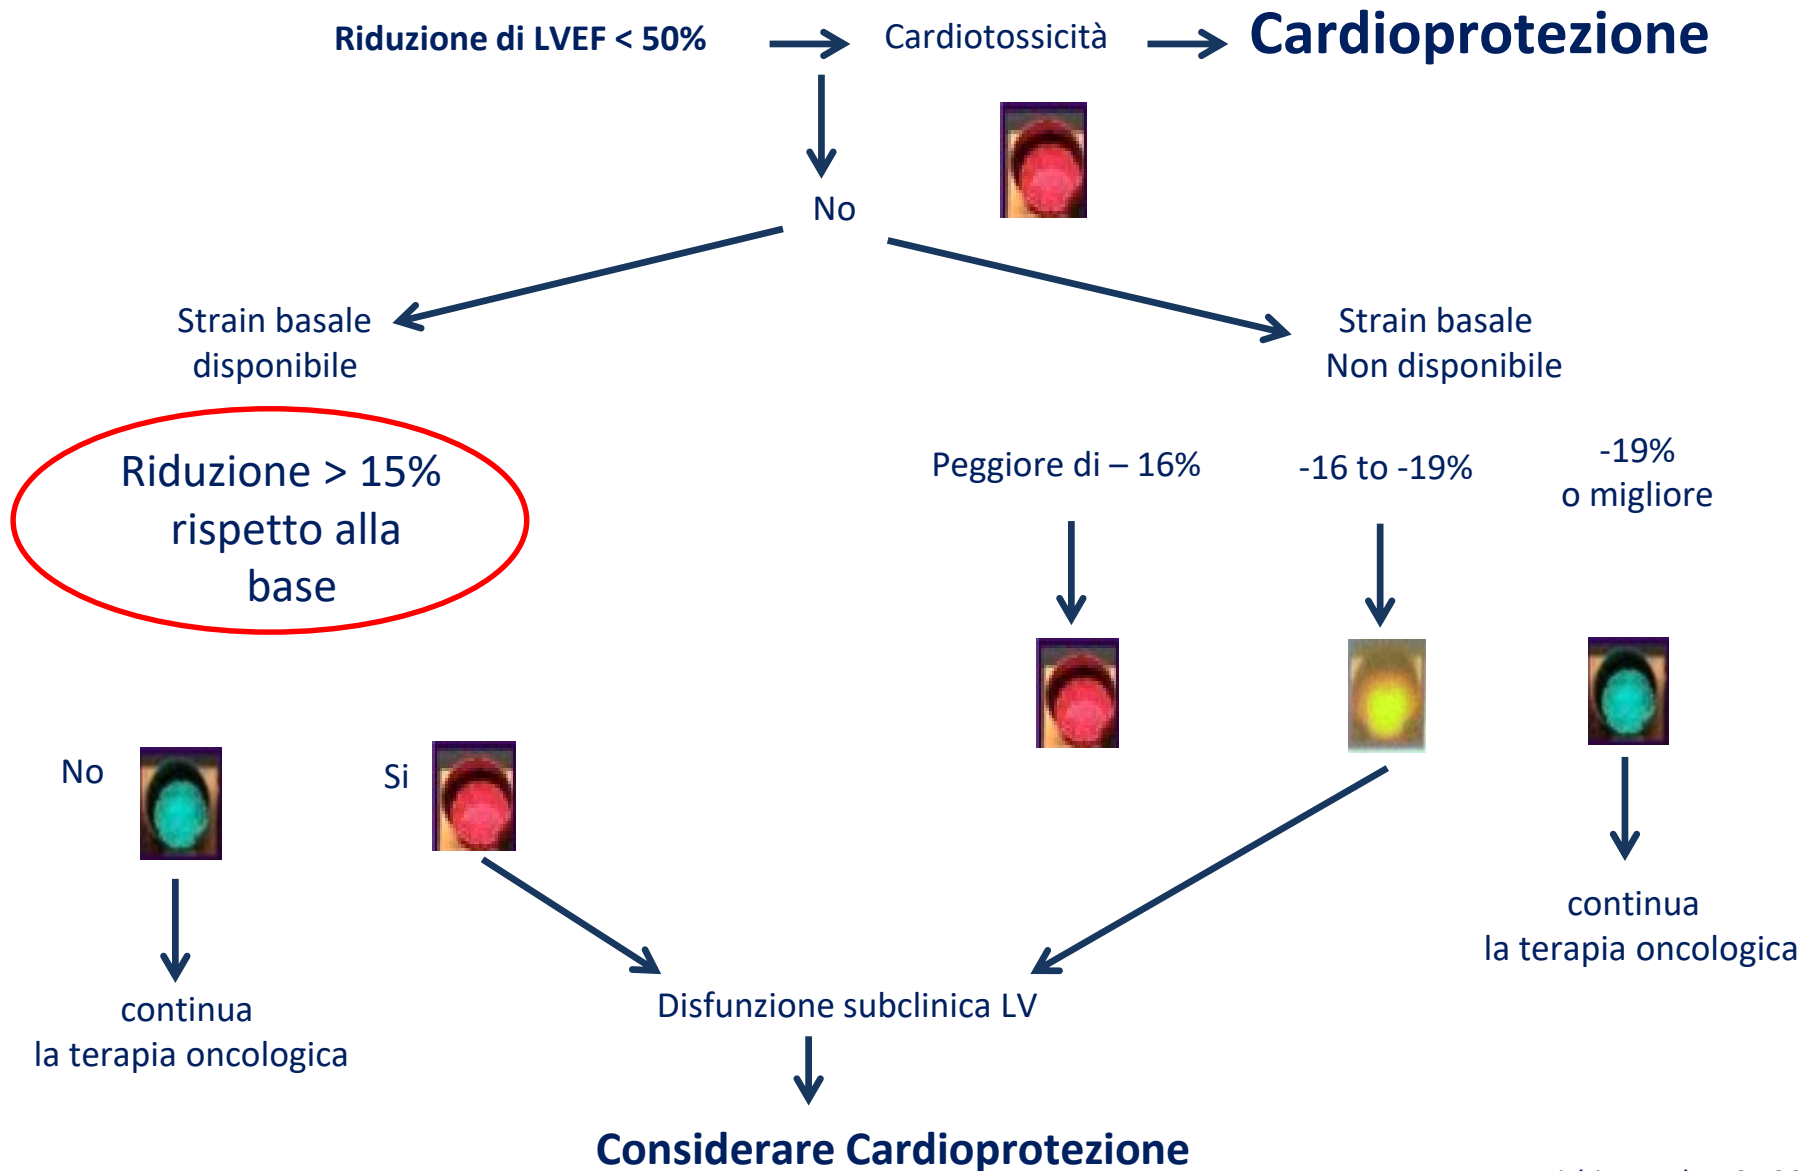 Riduzione di LVEF < 50%
Cardiotossicità
Cardioprotezione
No
Strain basale
disponibile
Strain basale
Non disponibile
Riduzione > 15%
rispetto alla
base
Peggiore di – 16%
-16 to -19%
-19%
o migliore
No
Si
continua
la terapia oncologica
Disfunzione subclinica LV
continua
la terapia oncologica
Considerare Cardioprotezione